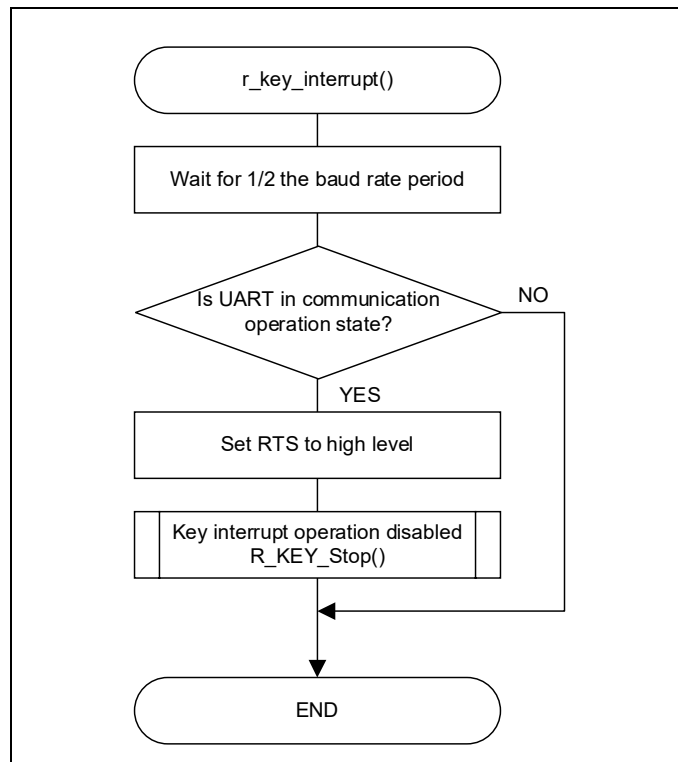 r_key_interrupt()
Wait for 1/2 the baud rate period
Is UART in communication
operation state?
NO
YES
Set RTS to high level
Key interrupt operation disabled
R_KEY_Stop()
END